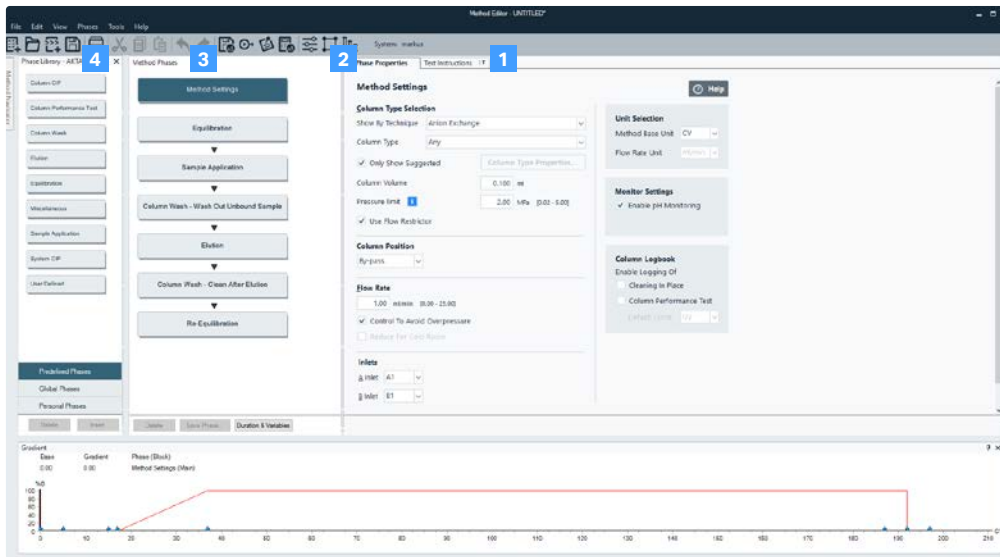 Method Editor - UNTITLED*
File Edit View Phases Tools Help
System: markus
4
3
2
1
Phase Library - ÄKTA
Method Phases
Phase Properties
Text Instructions
Column CIP
Column Performance Test
Column Wash
Elution
Equilibration
Miscellaneous
Sample Application
System CIP
User Defined
Predefined Phases
Global Phases
Personal Phases
Delete Insert
Method Settings
Equilibration
Sample Application
Column Wash - Wash Out Unbound Sample
Elution
Column Wash - Clean After Elution
Re Equilibration
Delete Save Phase... Duration & Variables
Method Settings
Help
Column Type Selection
Show By Technique Anion Exchange
Column Type Any
Only Show Suggested Column Type Properties...
Column Volume 0.100 ml
Pressure limit 2.00 MPa [0.02 - 5.00]
Use Flow Restrictor
Column Position
By-pass
Flow Rate
1.00 ml/min [0.00 - 25.00]
Control To Avoid Overpressure
Reduce For Cold Room
Inlets
A Inlet A1
B Inlet B1
Unit Selection
Method Base Unit CV
Flow Rate Unit ml/min
Monitor Settings
Enable pH Monitoring
Column Logbook
Enable Logging Of
Cleaning In Place
Column Performance Test
Gradient
Base Gradient Phase (Block)
0.00 0.00 Method Settings (Main)
%B
100
80
60
40
20
0
0 10 20 30 40 50 60 70 80 90 100 110 120 130 140 150 160 170 180 190 200 210